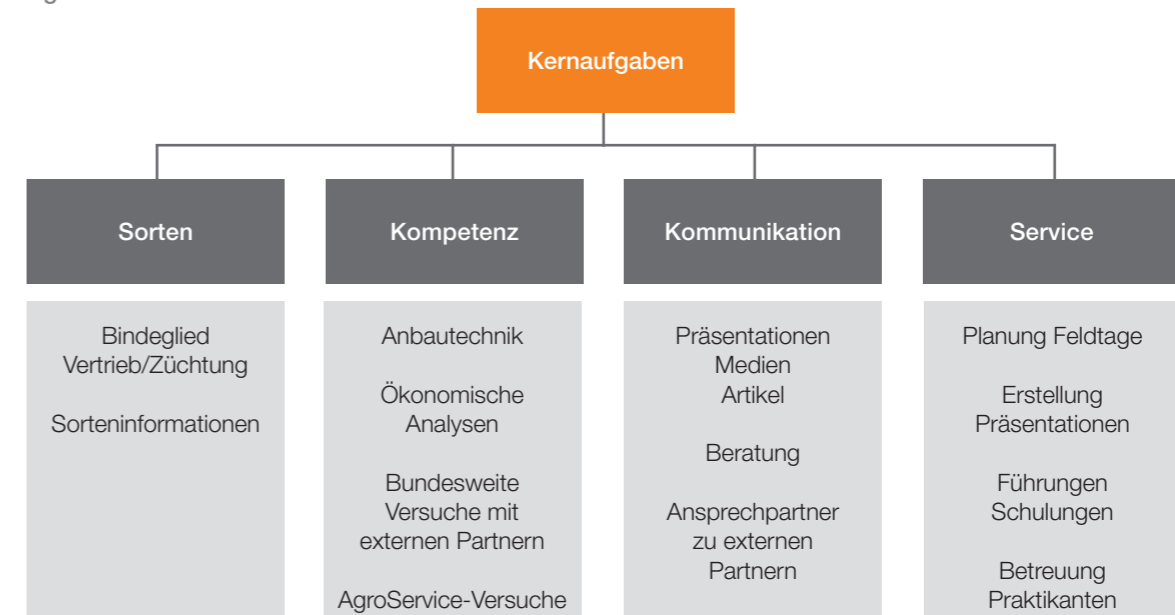 Kernaufgaben
Sorten
Kompetenz
Kommunikation
Service
Bindeglied
Vertrieb/Züchtung
Sorteninformationen
Anbautechnik
Ökonomische
Analysen
Bundesweite
Versuche mit
externen Partnern
AgroService-Versuche
Präsentationen
Medien
Artikel
Beratung
Ansprechpartner
zu externen
Partnern
Planung Feldtage
Erstellung
Präsentationen
Führungen
Schulungen
Betreuung
Praktikanten